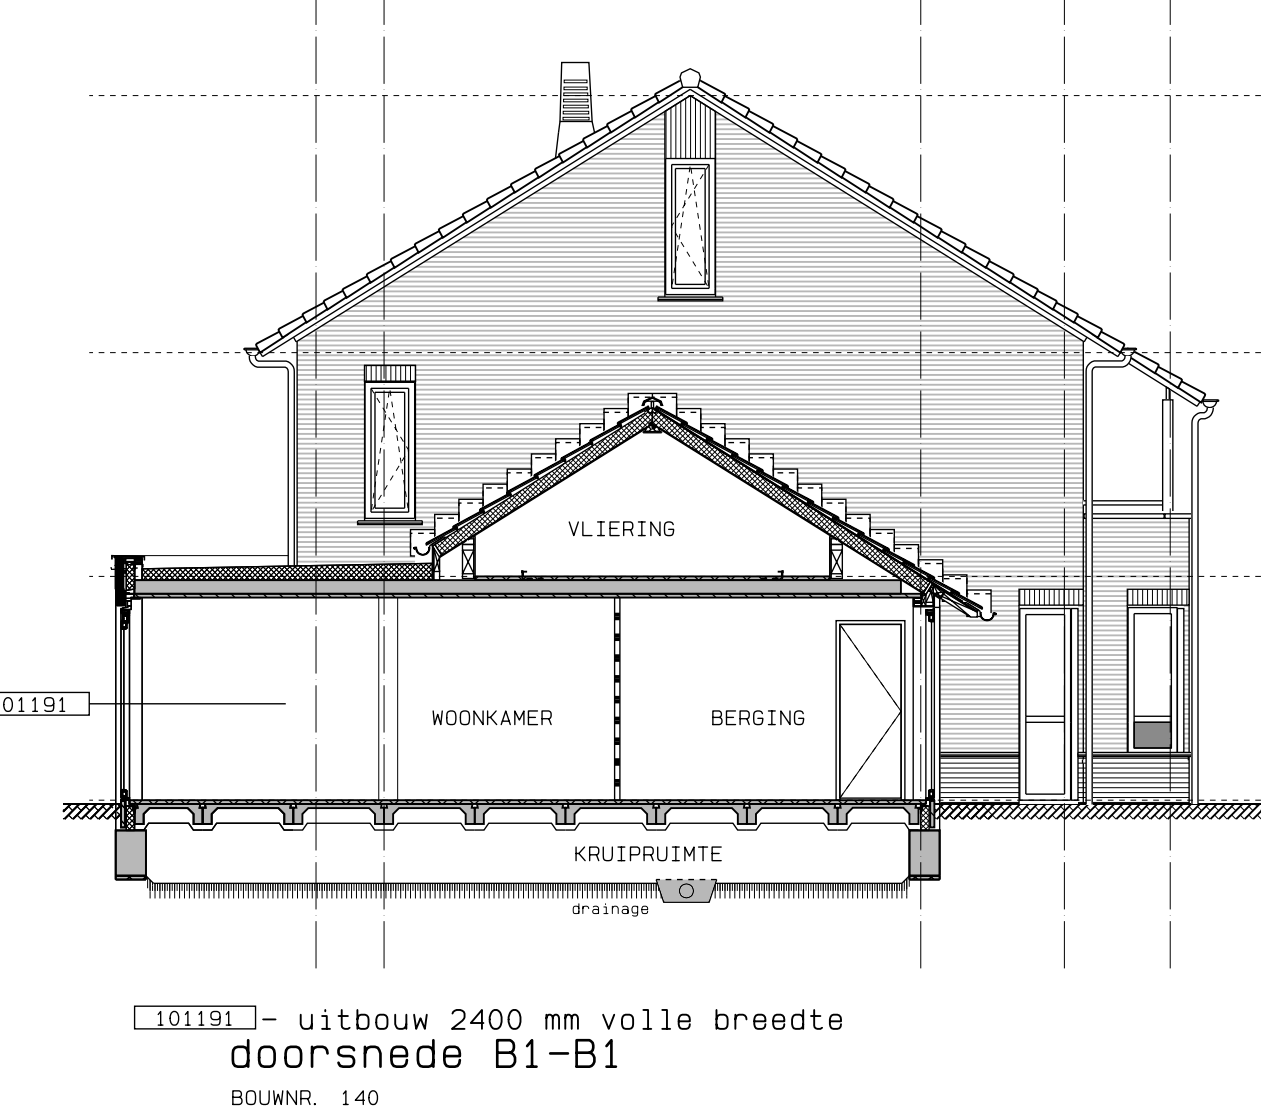 VLIERING
01191
WOONKAMER
BERGING
KRUIPRUIMTE
drainage
101191 - uitbouw 2400 mm volle breedte
doorsnede B1-B1
BOUWNR. 140